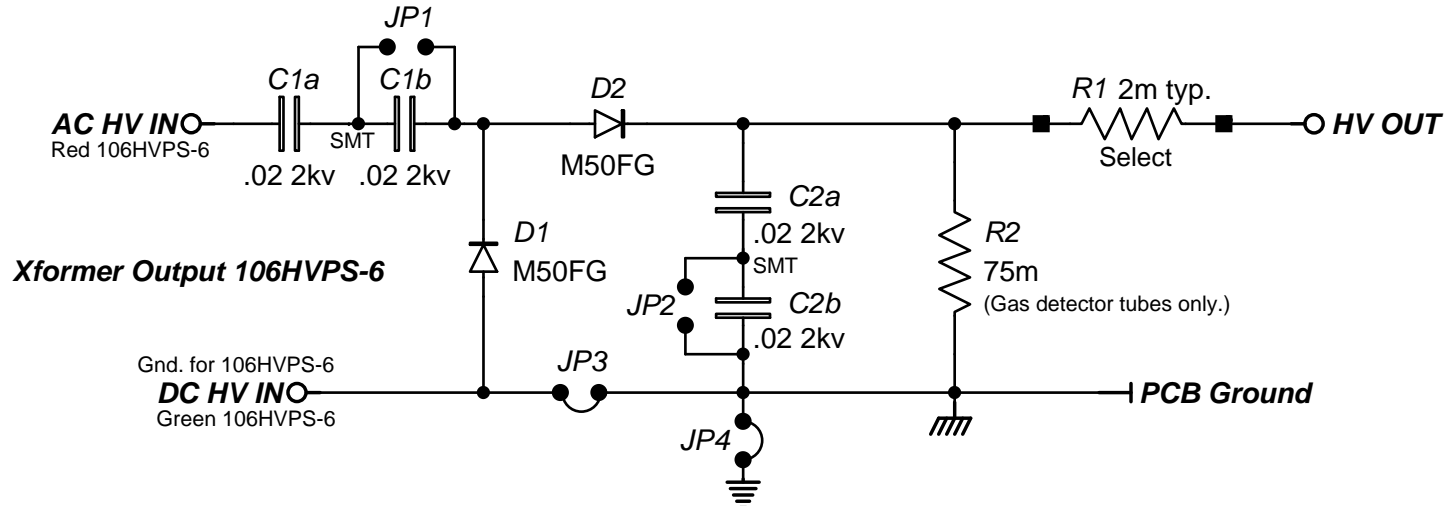 JP1
C1a
C1b
D2
R1 2m typ.
AC HV IN
Red 106HVPS-6
SMT
HV OUT
.02 2kv
.02 2kv
M50FG
Select
C2a
.02 2kv
D1
M50FG
R2
75m
(Gas detector tubes only.)
Xformer Output 106HVPS-6
SMT
JP2
C2b
.02 2kv
Gnd. for 106HVPS-6
DC HV IN
Green 106HVPS-6
JP3
PCB Ground
JP4